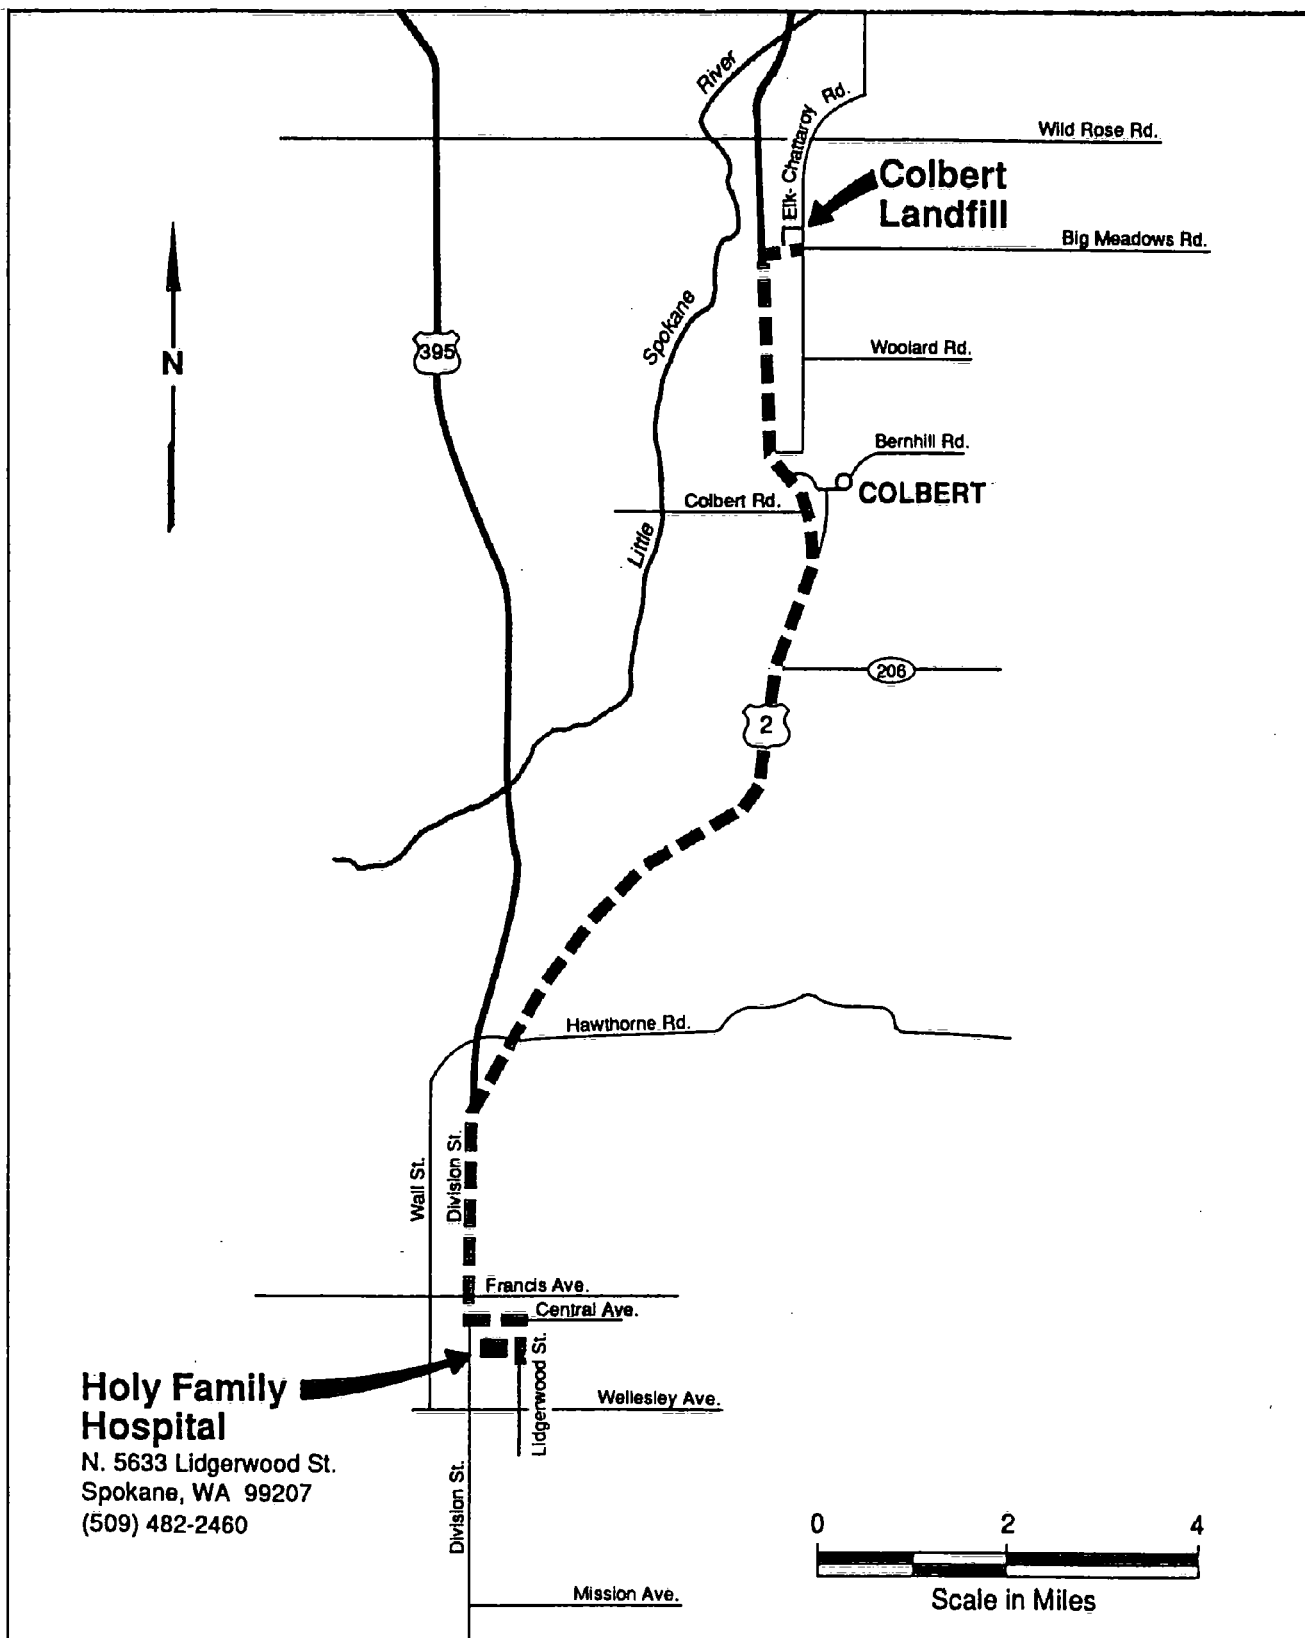 River
Elk- Chattaroy Rd.
Wild Rose Rd.
Colbert
Landfill
Big Meadows Rd.
N
395
Spokane
Woolard Rd.
Bernhill Rd.
COLBERT
Colbert Rd.
Little
206
2
Hawthorne Rd.
Wall St.
Division St.
Francis Ave.
Central Ave.
Lidgerwood St.
Holy Family
Hospital
N. 5633 Lidgerwood St.
Spokane, WA 99207
(509) 482-2460
Wellesley Ave.
Division St.
Mission Ave.
0 2 4
Scale in Miles